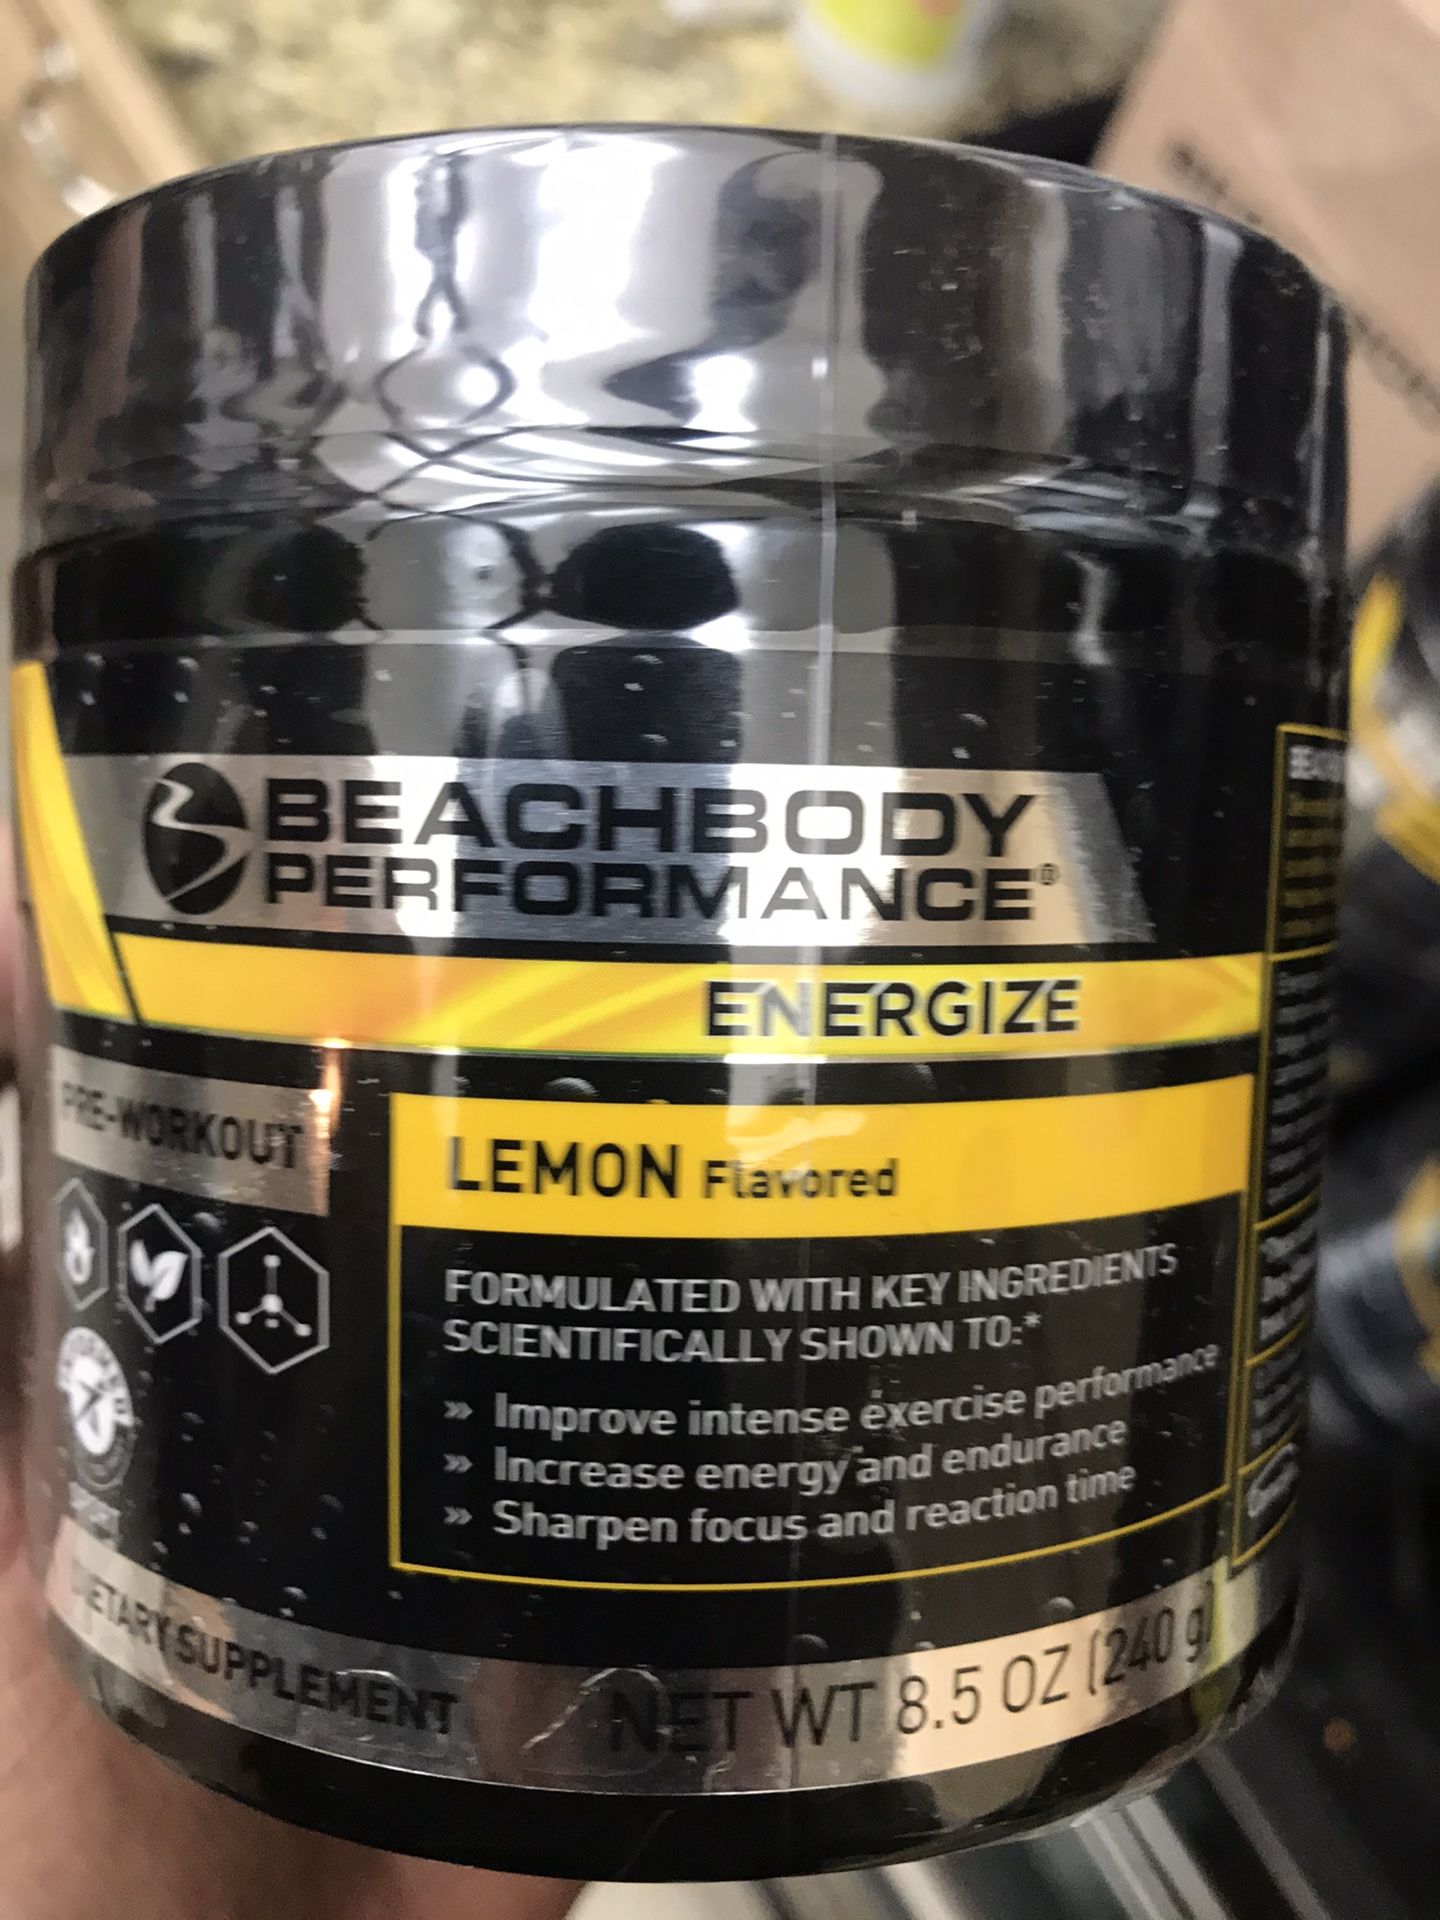 BEACHBODY
PERFORMANCE®
ENERGIZE
PRE-WORKOUT
LEMON Flavored
FORMULATED WITH KEY INGREDIENTS
SCIENTIFICALLY SHOWN TO:*
» Improve intense exercise performance
» Increase energy and endurance
» Sharpen focus and reaction time
DIETARY SUPPLEMENT
NET WT 8.5 OZ (240 g)